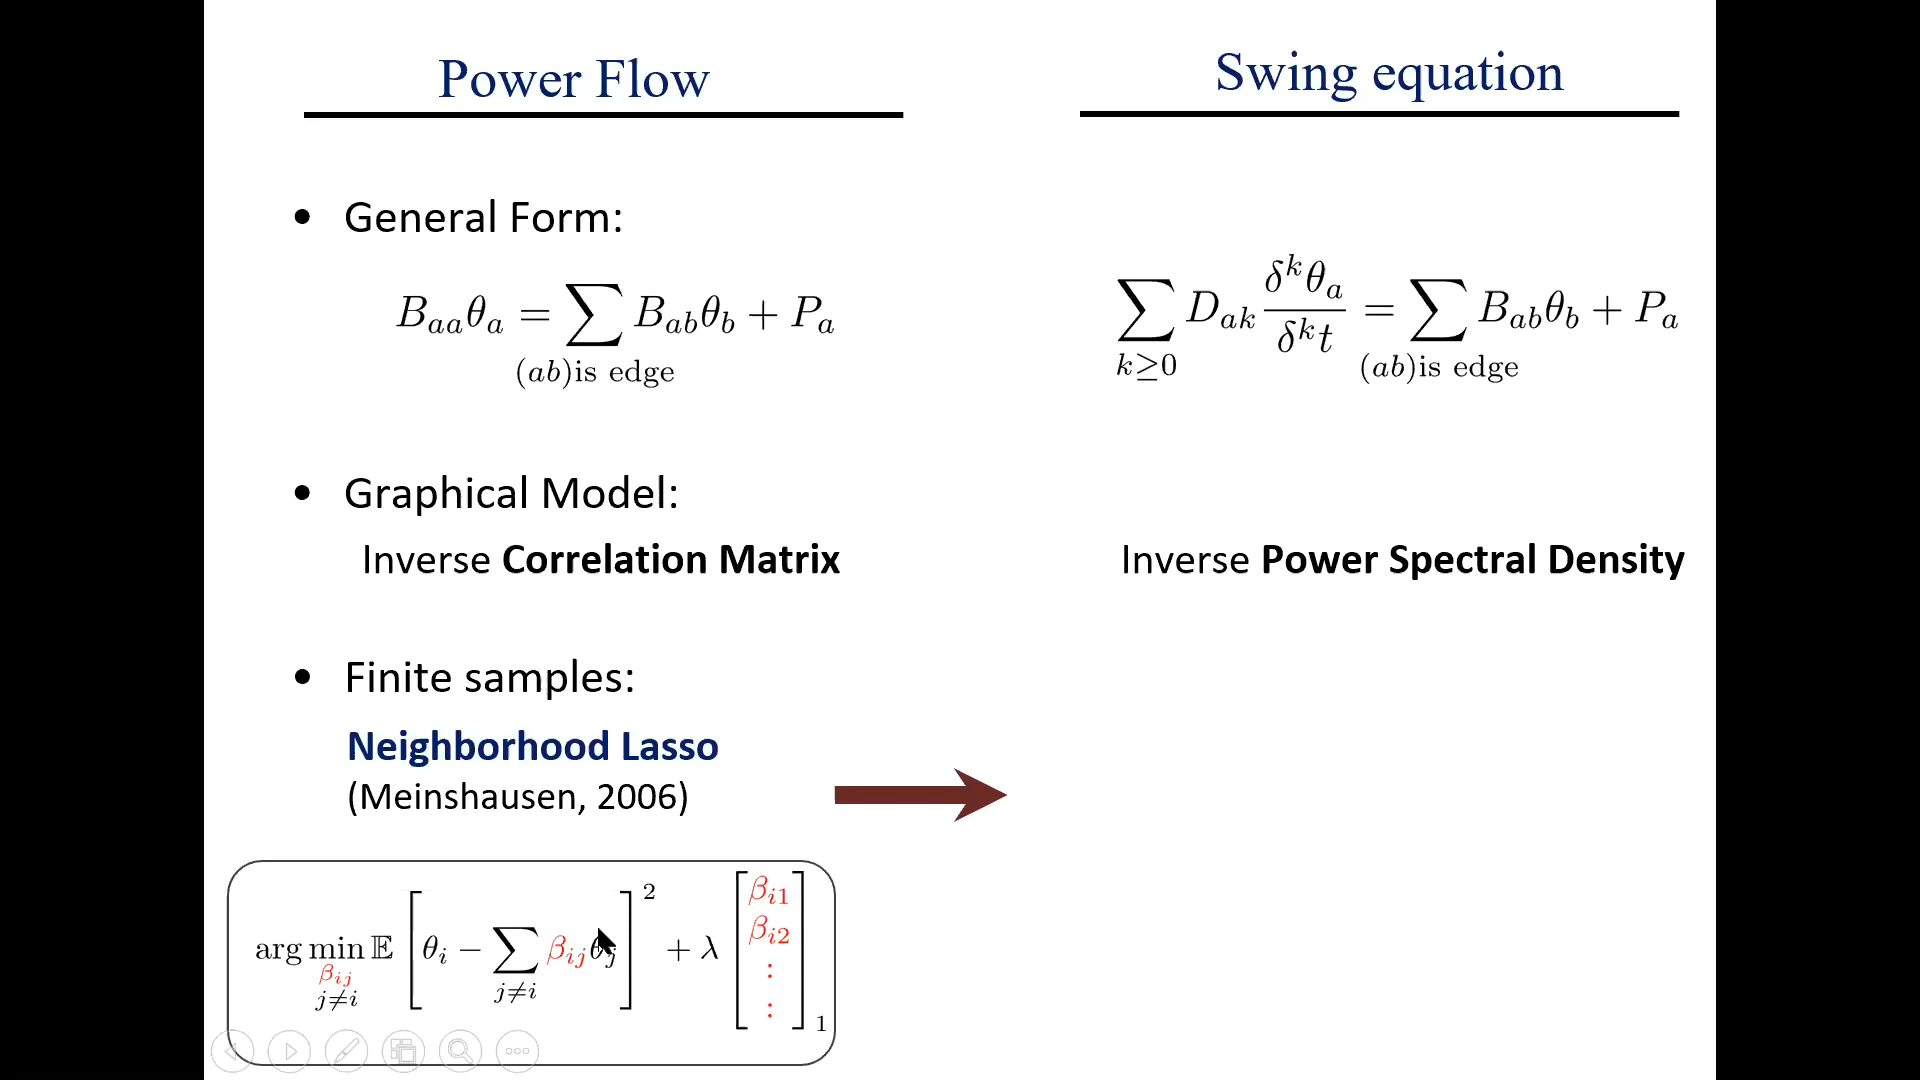 Power Flow
Swing equation
• General Form:
B_{aa}θ_a = ∑_{(ab)is edge} B_{ab}θ_b + P_a
∑_{k≥0} D_{ak} \frac{δ^kθ_a}{δ^kt} = ∑_{(ab)is edge} B_{ab}θ_b + P_a
• Graphical Model:
Inverse Correlation Matrix
Inverse Power Spectral Density
• Finite samples:
Neighborhood Lasso
(Meinshausen, 2006)
arg min_{β_{ij}, j≠i} 𝔼 [θ_i − ∑_{j≠i} β_{ij}θ_j]^2 + λ [β_{i1} β_{i2} : :]_1